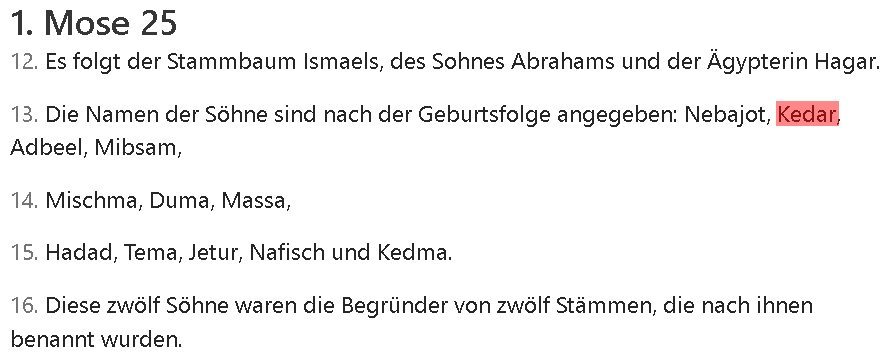 1. Mose 25
12. Es folgt der Stammbaum Ismaels, des Sohnes Abrahams und der Ägypterin Hagar.
13. Die Namen der Söhne sind nach der Geburtsfolge angegeben: Nebajot, Kedar,
Adbeel, Mibsam,
14. Mischma, Duma, Massa,
15. Hadad, Tema, Jetur, Nafisch und Kedma.
16. Diese zwölf Söhne waren die Begründer von zwölf Stämmen, die nach ihnen
benannt wurden.